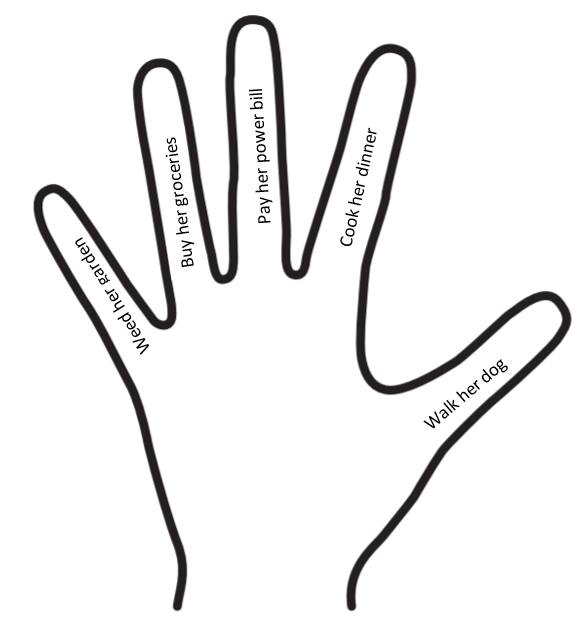 Weed her garden
Buy her groceries
Pay her power bill
Cook her dinner
Walk her dog